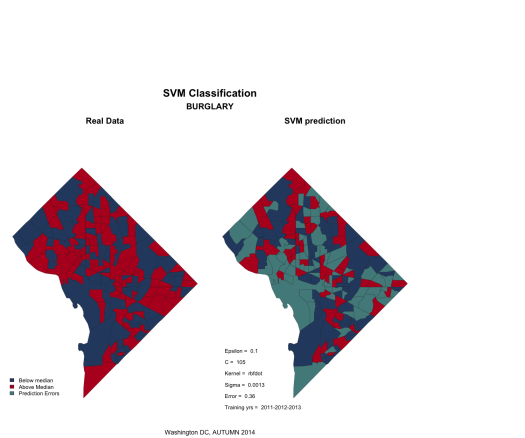 SVM Classification
BURGLARY
Real Data
SVM prediction
Epsilon = 0.1
C = 105
Kernel = rbfdot
Sigma = 0.0013
Error = 0.36
Training yrs = 2011-2012-2013
Below median
Above Median
Prediction Errors
Washington DC, AUTUMN 2014